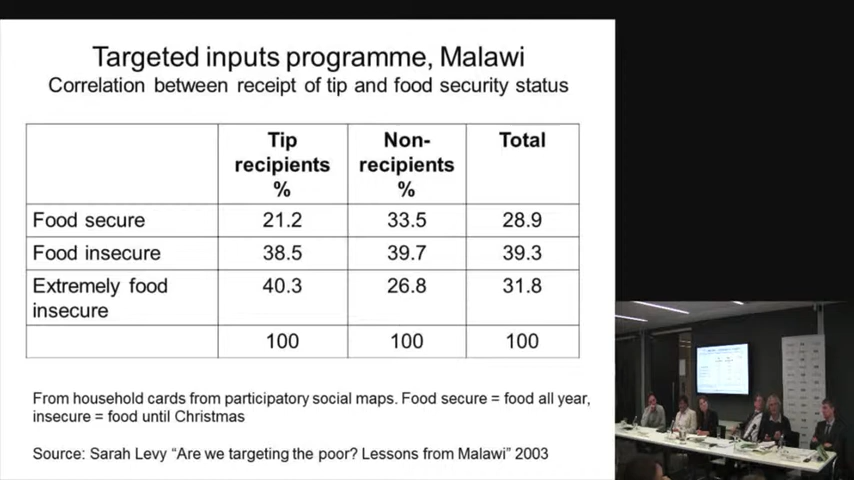 Targeted inputs programme, Malawi
Correlation between receipt of tip and food security status
Tip recipients % Non-recipients % Total
Food secure 21.2 33.5 28.9
Food insecure 38.5 39.7 39.3
Extremely food insecure 40.3 26.8 31.8
100 100 100
From household cards from participatory social maps. Food secure = food all year,
insecure = food until Christmas
Source: Sarah Levy “Are we targeting the poor? Lessons from Malawi” 2003